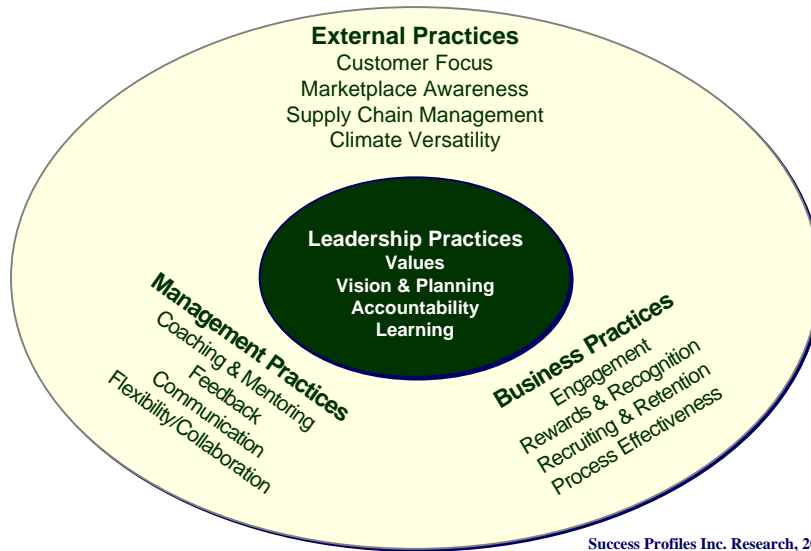 External Practices
Customer Focus
Marketplace Awareness
Supply Chain Management
Climate Versatility
Leadership Practices
Values
Vision & Planning
Accountability
Learning
Management Practices
Coaching & Mentoring
Feedback
Communication
Flexibility/Collaboration
Business Practices
Engagement
Rewards & Recognition
Recruiting & Retention
Process Effectiveness
Success Profiles Inc. Research,